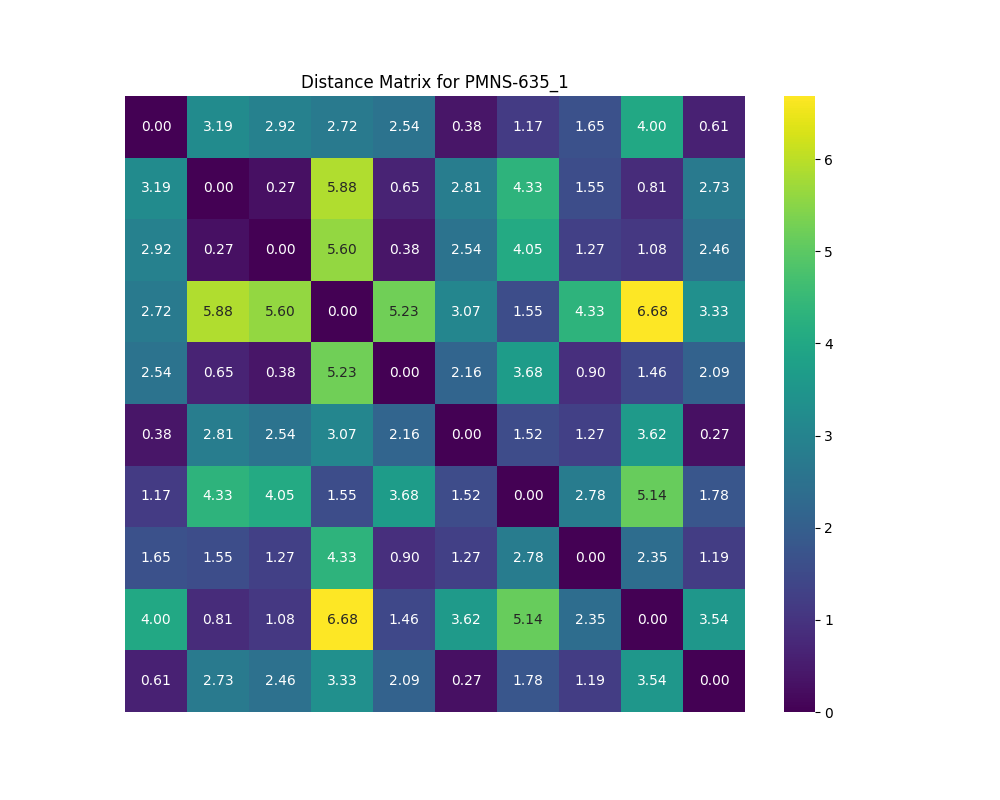 Distance Matrix for PMNS-635_1
0.00 3.19 2.92 2.72 2.54 0.38 1.17 1.65 4.00 0.61
3.19 0.00 0.27 5.88 0.65 2.81 4.33 1.55 0.81 2.73
2.92 0.27 0.00 5.60 0.38 2.54 4.05 1.27 1.08 2.46
2.72 5.88 5.60 0.00 5.23 3.07 1.55 4.33 6.68 3.33
2.54 0.65 0.38 5.23 0.00 2.16 3.68 0.90 1.46 2.09
0.38 2.81 2.54 3.07 2.16 0.00 1.52 1.27 3.62 0.27
1.17 4.33 4.05 1.55 3.68 1.52 0.00 2.78 5.14 1.78
1.65 1.55 1.27 4.33 0.90 1.27 2.78 0.00 2.35 1.19
4.00 0.81 1.08 6.68 1.46 3.62 5.14 2.35 0.00 3.54
0.61 2.73 2.46 3.33 2.09 0.27 1.78 1.19 3.54 0.00
6
5
4
3
2
1
0